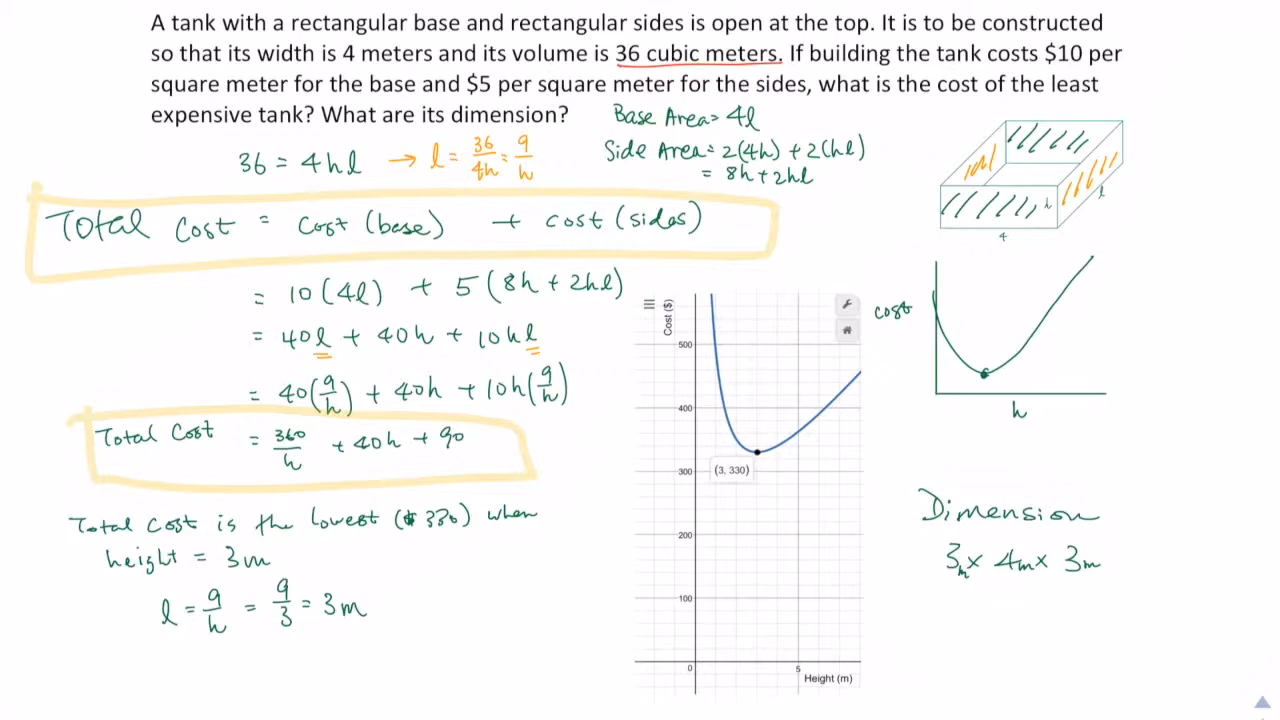 A tank with a rectangular base and rectangular sides is open at the top. It is to be constructed
so that its width is 4 meters and its volume is 36 cubic meters. If building the tank costs $10 per
square meter for the base and $5 per square meter for the sides, what is the cost of the least
expensive tank? What are its dimension?
Base Area = 4l
Side Area = 2(4h) + 2(hl)
= 8h + 2hl
36 = 4hl → l = 36/4h = 9/h
Total Cost = Cost (base) + cost (sides)
= 10(4l) + 5(8h + 2hl)
= 40l + 40h + 10hl
= 40(9/h) + 40h + 10h(9/h)
Total Cost = 360/h + 40h + 90
Total Cost is the lowest ($330) when
height = 3m
l = 9/h = 9/3 = 3m
Cost ($)
500
400
300
200
100
0
5
(3, 330)
Height (m)
h
l
4
cost
h
Dimension
3m x 4m x 3m